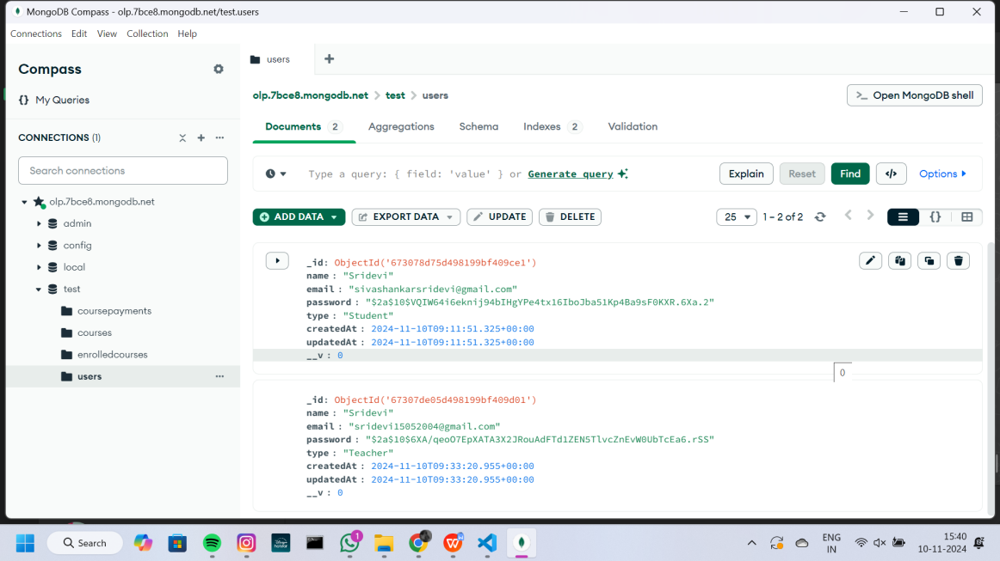 MongoDB Compass - olp.7bce8.mongodb.net/test.users
Connections Edit View Collection Help
Compass
{} My Queries
CONNECTIONS (1)
Search connections
olp.7bce8.mongodb.net
admin
config
local
test
coursepayments
courses
enrolledcourses
users
users
olp.7bce8.mongodb.net > test > users
>_ Open MongoDB shell
Documents 2 Aggregations Schema Indexes 2 Validation
Type a query: { field: 'value' } or Generate query
Explain Reset Find </> Options
ADD DATA EXPORT DATA UPDATE DELETE
25 1 – 2 of 2 {}
_id: ObjectId('673078d75d498199bf409ce1')
name : "Sridevi"
email : "sivashankarsridevi@gmail.com"
password : "$2a$10$VQIW64i6eknij94bIHgYPe4tx16IboJba51Kp4Ba9sF0KXR.6Xa.2"
type : "Student"
createdAt : 2024-11-10T09:11:51.325+00:00
updatedAt : 2024-11-10T09:11:51.325+00:00
__v : 0
0
_id: ObjectId('67307de05d498199bf409d01')
name : "Sridevi"
email : "sridevi15052004@gmail.com"
password : "$2a$10$6XA/qeoO7EpXATA3X2JRouAdFTd1ZEN5TlvcZnEvW0UbTcEa6.rSS"
type : "Teacher"
createdAt : 2024-11-10T09:33:20.955+00:00
updatedAt : 2024-11-10T09:33:20.955+00:00
__v : 0
Search
1
ENG
IN
15:40
10-11-2024